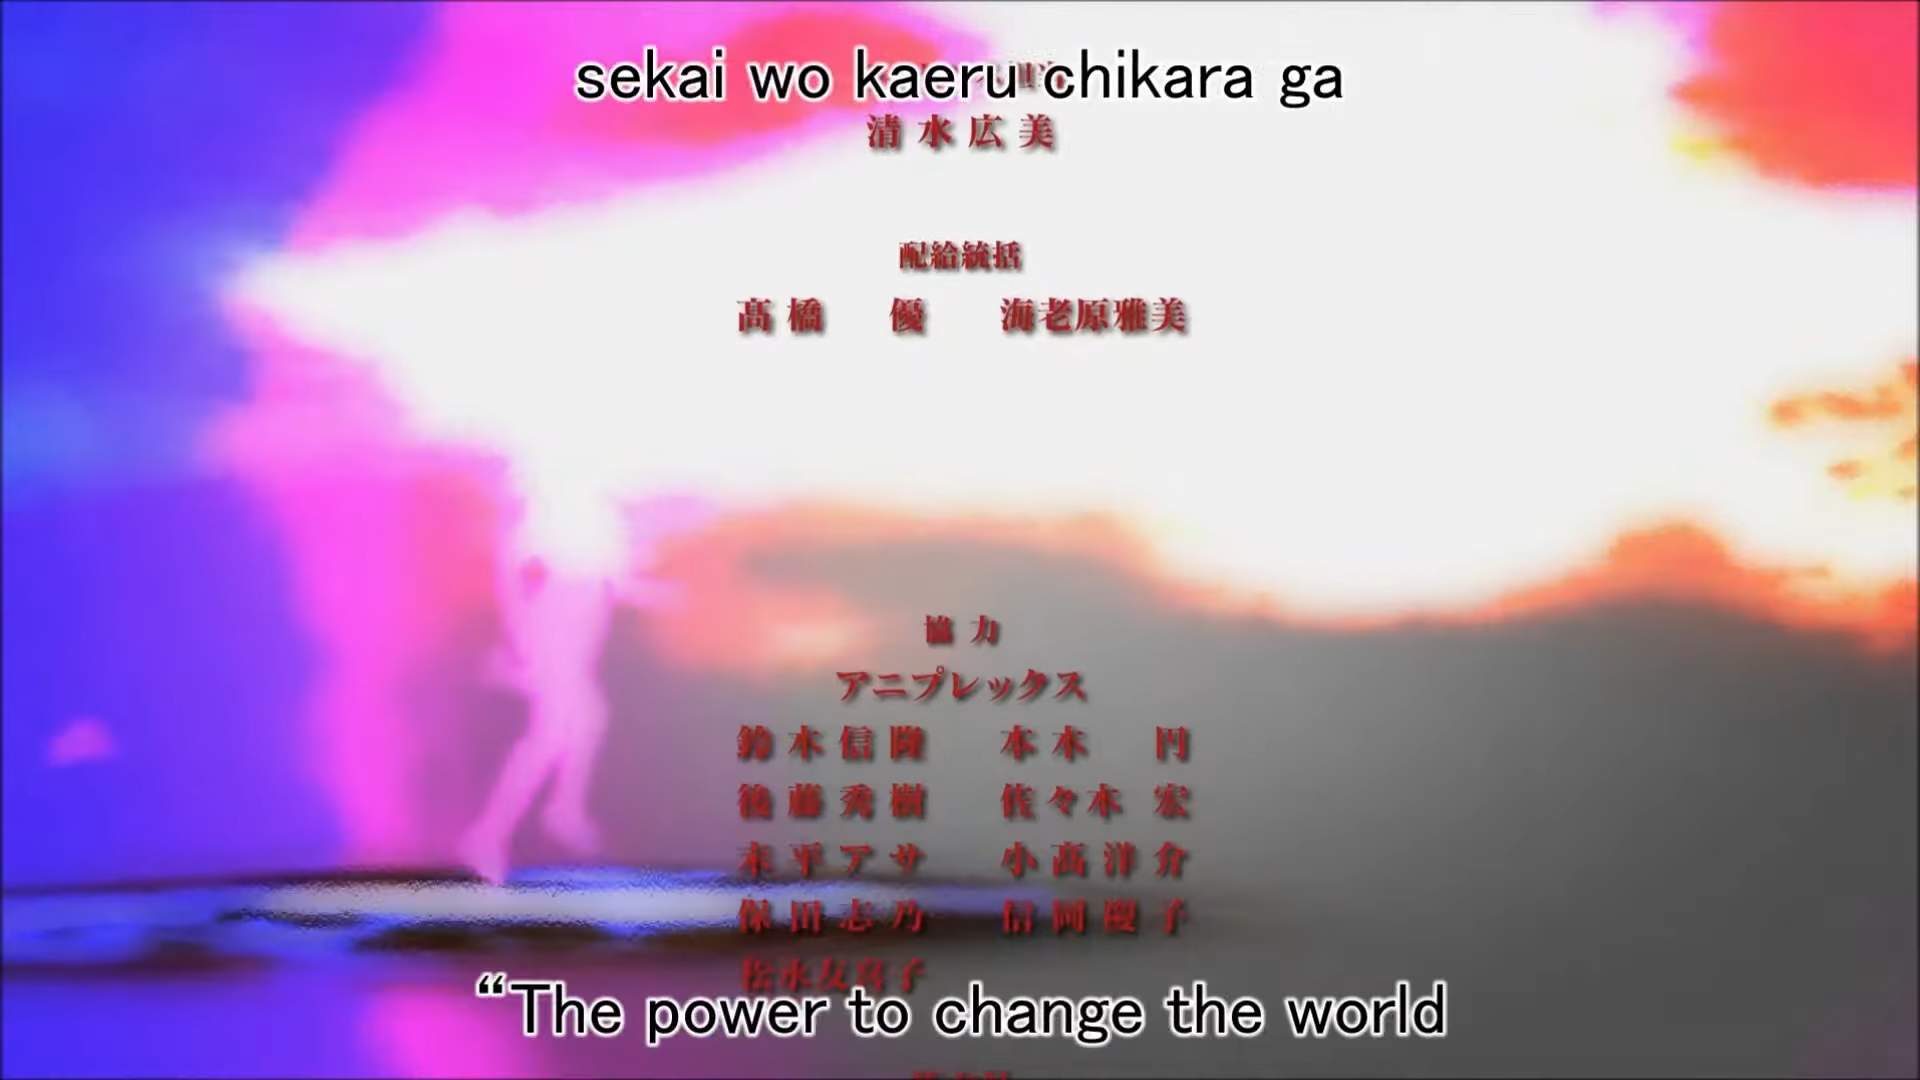 sekai wo kaeru chikara ga
清水広美
配給統括
髙橋 優 海老原雅美
協力
アニプレックス
鈴木信隆 本木 円
後藤秀樹 佐々木 宏
末平アサ 小髙洋介
保田志乃 信岡 子
松永友喜子
“The power to change the world